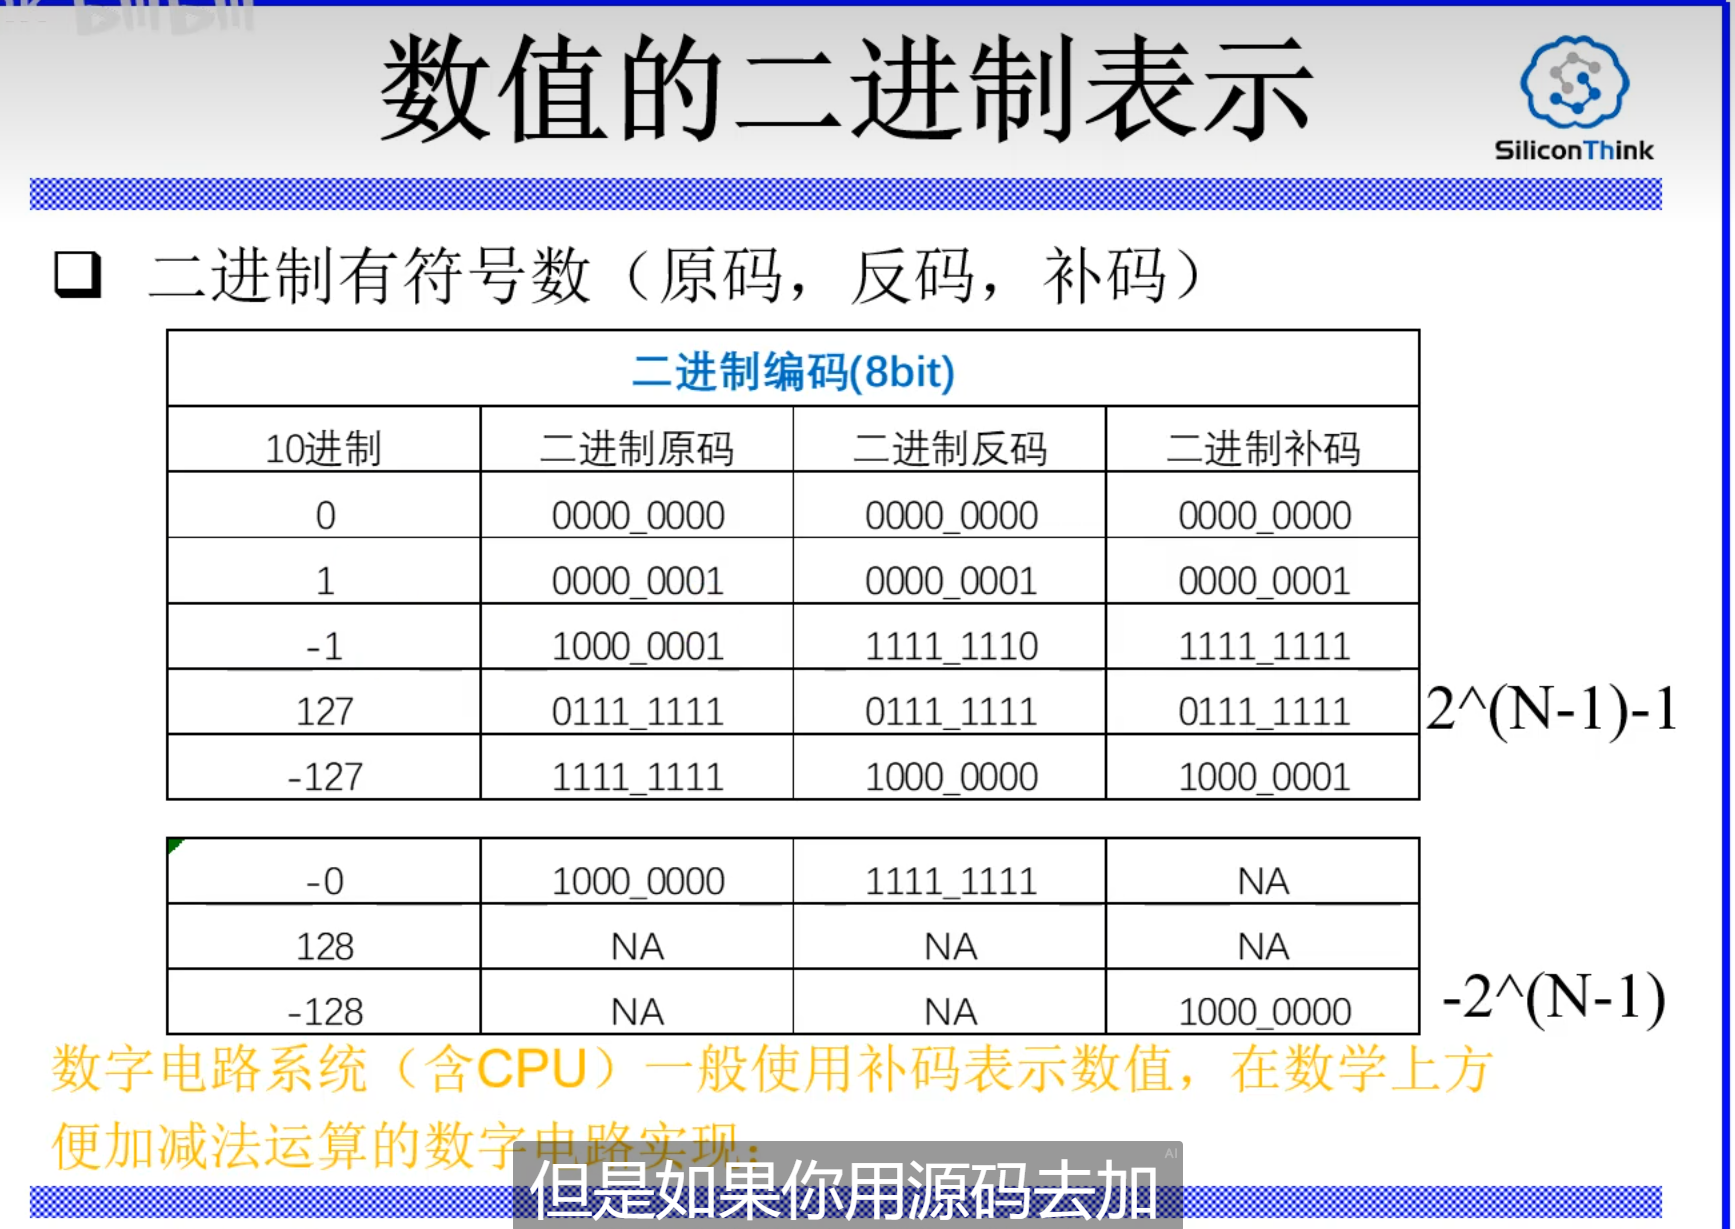 数值的二进制表示
SiliconThink
二进制有符号数（原码，反码，补码）
二进制编码(8bit)
10进制 二进制原码 二进制反码 二进制补码
0 0000_0000 0000_0000 0000_0000
1 0000_0001 0000_0001 0000_0001
-1 1000_0001 1111_1110 1111_1111
127 0111_1111 0111_1111 0111_1111 2^(N-1)-1
-127 1111_1111 1000_0000 1000_0001
-0 1000_0000 1111_1111 NA
128 NA NA NA
-128 NA NA 1000_0000 -2^(N-1)
数字电路系统（含CPU）一般使用补码表示数值，在数学上方
便加减法运算的数字电路实现；
AI
但是如果你用源码去加